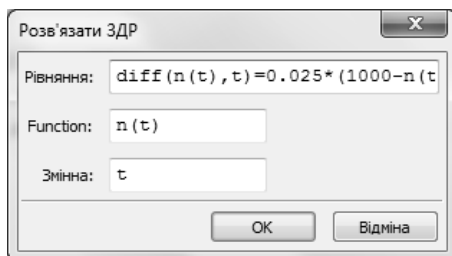 Розв'язати ЗДР
Рівняння: diff(n(t),t)=0.025*(1000-n(t
Function: n(t)
Змінна: t
OK Відміна